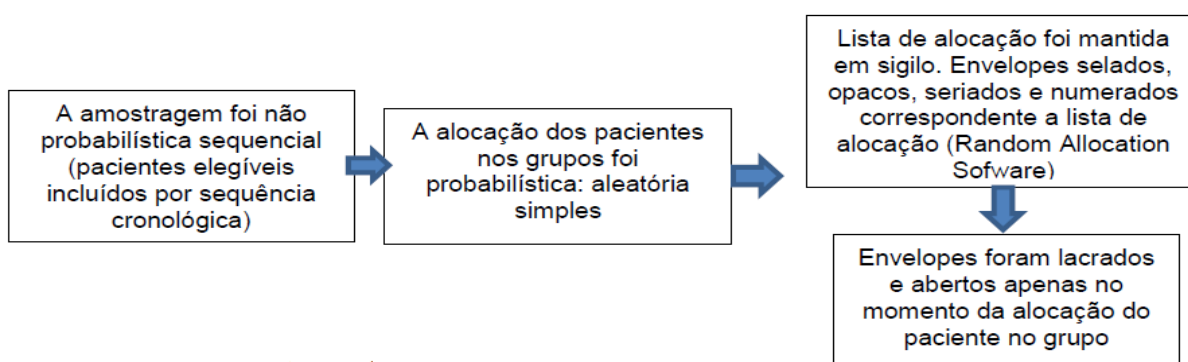 A amostragem foi não
probabilística sequencial
(pacientes elegíveis
incluídos por sequência
cronológica)
A alocação dos pacientes
nos grupos foi
probabilística: aleatória
simples
Lista de alocação foi mantida
em sigilo. Envelopes selados,
opacos, seriados e numerados
correspondente a lista de
alocação (Random Allocation
Sofware)
Envelopes foram lacrados
e abertos apenas no
momento da alocação do
paciente no grupo